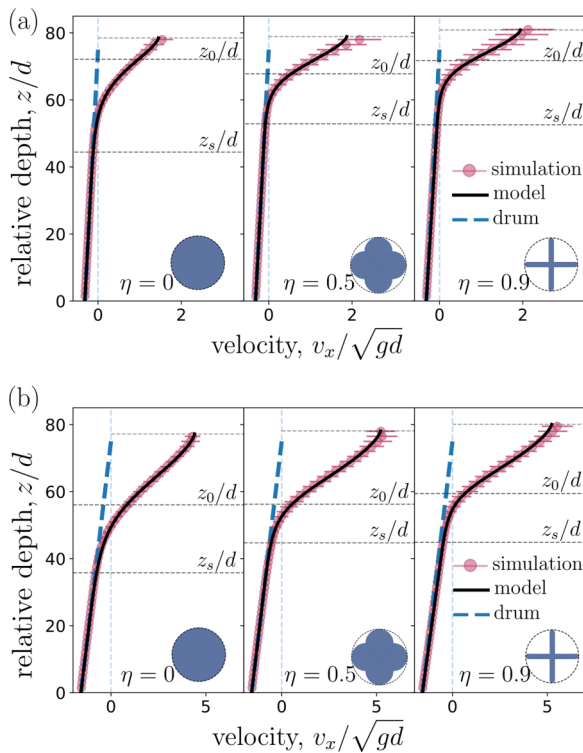 (a)
80
60
40
20
0
relative depth, z/d
z₀/d
z₀/d
z₀/d
zₛ/d
zₛ/d
zₛ/d
simulation
model
drum
η = 0
η = 0.5
η = 0.9
0 2 0 2 0 2
velocity, vₓ/√gd
(b)
80
60
40
20
0
relative depth, z/d
z₀/d
z₀/d
z₀/d
zₛ/d
zₛ/d
zₛ/d
simulation
model
drum
η = 0
η = 0.5
η = 0.9
0 5 0 5 0 5
velocity, vₓ/√gd